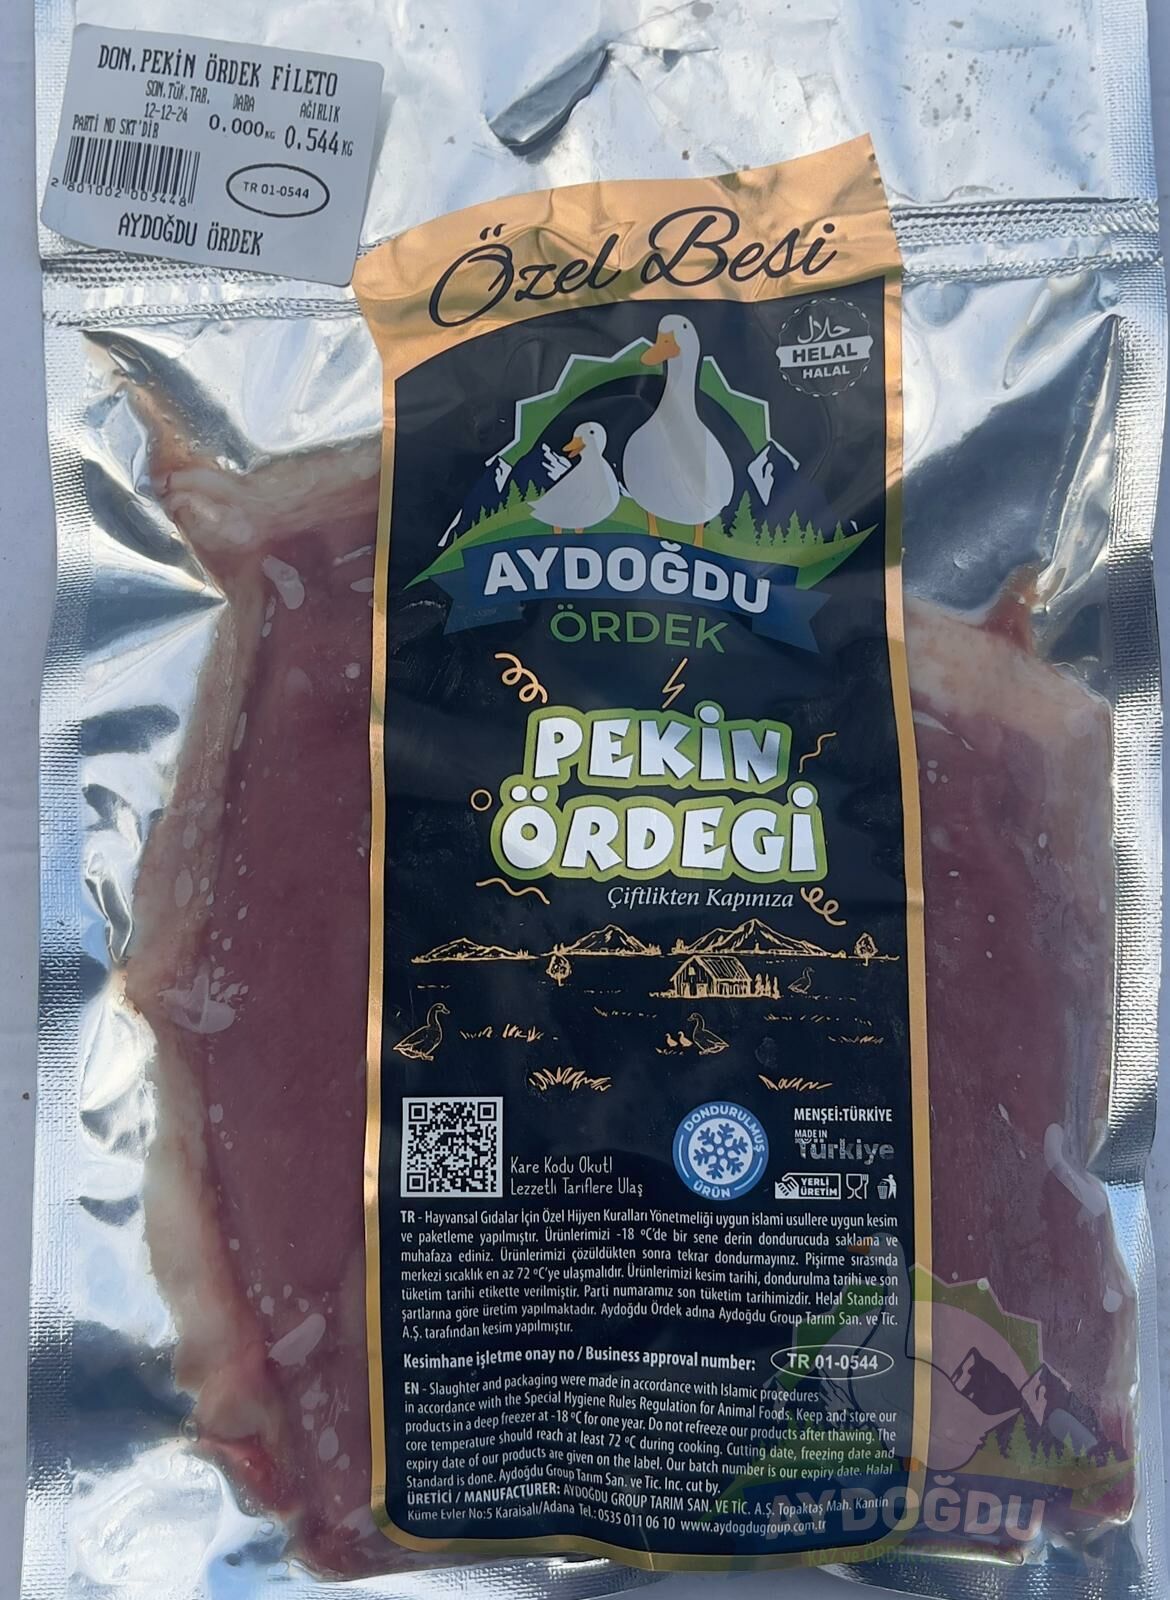 DON.PEKİN ÖRDEK FİLETO
SON.TÜK.TAR. DARA AĞIRLIK
12-12-24 0.000KG 0.544KG
PARTİ NO SKT'DİR
2 801002 005448
TR 01-0544
AYDOĞDU ÖRDEK
Özel Besi
حلال
HELAL
HALAL
AYDOĞDU
ÖRDEK
PEKİN
ÖRDEGİ
Çiftlikten Kapınıza
DONDURULMUŞ
ÜRÜN
MENŞEİ:TÜRKİYE
MADE IN
Türkiye
YERLİ
ÜRETİM
Kare Kodu Okut!
Lezzetli Tariflere Ulaş
TR - Hayvansal Gıdalar İçin Özel Hijyen Kuralları Yönetmeliği uygun islami usullere uygun kesim
ve paketleme yapılmıştır. Ürünlerimizi -18 ºC'de bir sene derin dondurucuda saklama ve
muhafaza ediniz. Ürünlerimizi çözüldükten sonra tekrar dondurmayınız. Pişirme sırasında
merkezi sıcaklık en az 72 ºC'ye ulaşmalıdır. Ürünlerimizi kesim tarihi, dondurulma tarihi ve son
tüketim tarihi etikette verilmiştir. Parti numaramız son tüketim tarihimizdir. Helal Standardı
şartlarına göre üretim yapılmaktadır. Aydoğdu Ördek adına Aydoğdu Group Tarım San. ve Tic.
A.Ş. tarafından kesim yapılmıştır.
Kesimhane işletme onay no / Business approval number: TR 01-0544
EN - Slaughter and packaging were made in accordance with Islamic procedures
in accordance with the Special Hygiene Rules Regulation for Animal Foods. Keep and store our
products in a deep freezer at -18 ºC for one year. Do not refreeze our products after thawing. The
core temperature should reach at least 72 ºC during cooking. Cutting date, freezing date and
expiry date of our products are given on the label. Our batch number is our expiry date. Halal
Standard is done. Aydoğdu Group Tarım San. ve Tic. Inc. cut by.
ÜRETİCİ / MANUFACTURER: AYDOĞDU GROUP TARIM SAN. VE TİC. A.Ş. Topaktaş Mah. Kantin
Küme Evler No:5 Karaisalı/Adana Tel.: 0535 011 06 10 www.aydogdugroup.com.tr
AYDOĞDU
KAZ ve ÖRDEK